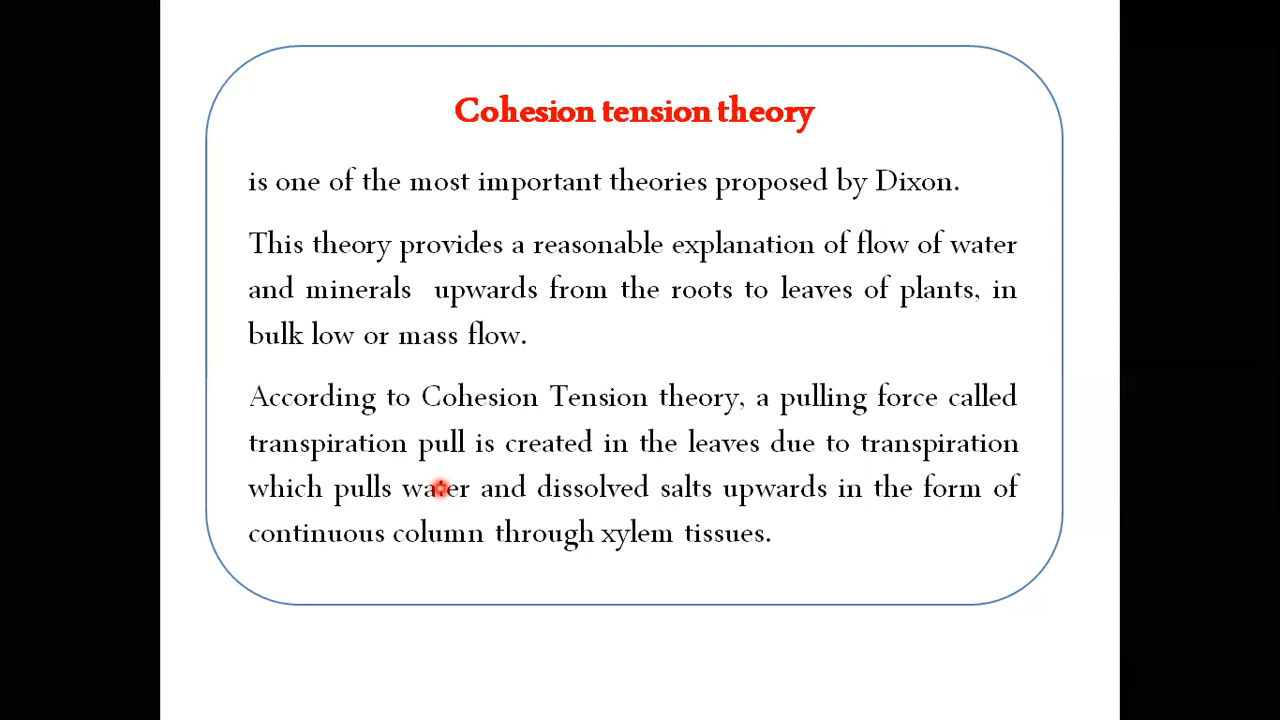 Cohesion tension theory
is one of the most important theories proposed by Dixon.
This theory provides a reasonable explanation of flow of water
and minerals upwards from the roots to leaves of plants, in
bulk low or mass flow.
According to Cohesion Tension theory, a pulling force called
transpiration pull is created in the leaves due to transpiration
which pulls water and dissolved salts upwards in the form of
continuous column through xylem tissues.